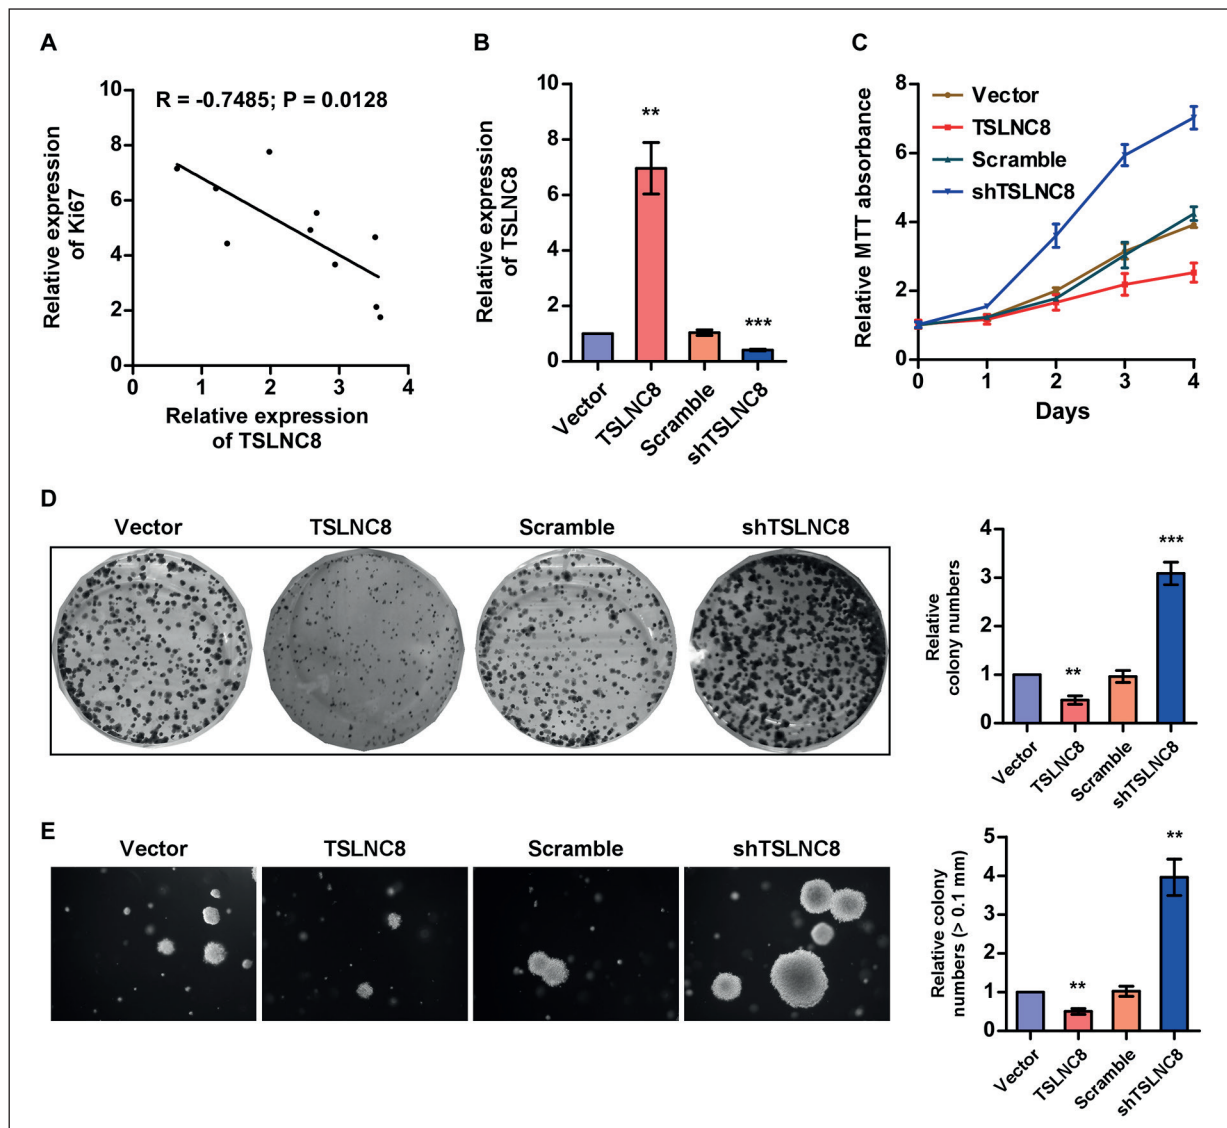 A
R = -0.7485; P = 0.0128
Relative expression
of Ki67
10
8
6
4
2
0
0
1
2
3
4
Relative expression
of TSLNC8
B
Relative expression
of TSLNC8
10
8
6
4
2
0
**
***
Vector
TSLNC8
Scramble
shTSLNC8
C
Relative MTT absorbance
8
6
4
2
0
Vector
TSLNC8
Scramble
shTSLNC8
0
1
2
3
4
Days
D
Vector
TSLNC8
Scramble
shTSLNC8
Relative
colony numbers
4
3
2
1
0
**
***
Vector
TSLNC8
Scramble
shTSLNC8
E
Vector
TSLNC8
Scramble
shTSLNC8
Relative colony
numbers (> 0.1 mm)
5
4
3
2
1
0
**
**
Vector
TSLNC8
Scramble
shTSLNC8